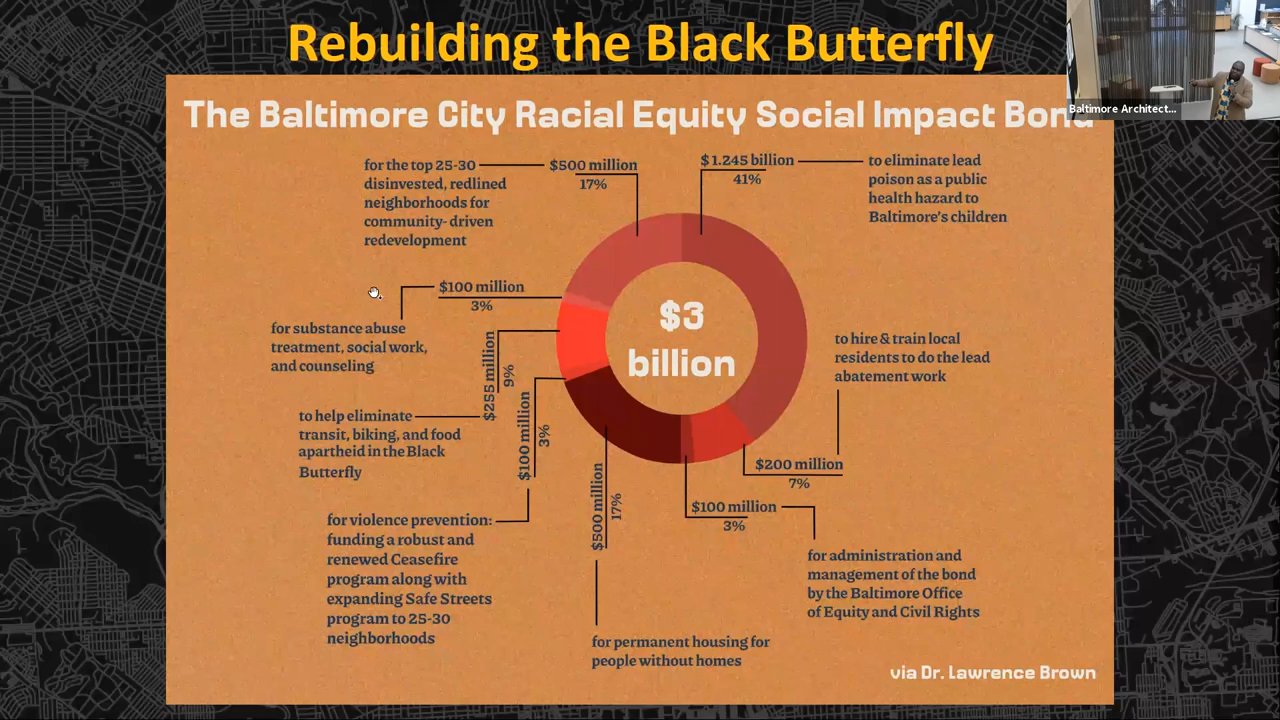 Rebuilding the Black Butterfly
Baltimore Architect...
The Baltimore City Racial Equity Social Impact Bond
for the top 25-30
disinvested, redlined
neighborhoods for
community- driven
redevelopment
$500 million
17%
$1.245 billion
41%
to eliminate lead
poison as a public
health hazard to
Baltimore's children
$100 million
3%
for substance abuse
treatment, social work,
and counseling
$3
billion
to hire & train local
residents to do the lead
abatement work
$200 million
7%
$255 million
9%
to help eliminate
transit, biking, and food
apartheid in the Black
Butterfly
$100 million
3%
for violence prevention:
funding a robust and
renewed Ceasefire
program along with
expanding Safe Streets
program to 25-30
neighborhoods
$500 million
17%
for permanent housing for
people without homes
$100 million
3%
for administration and
management of the bond
by the Baltimore Office
of Equity and Civil Rights
via Dr. Lawrence Brown